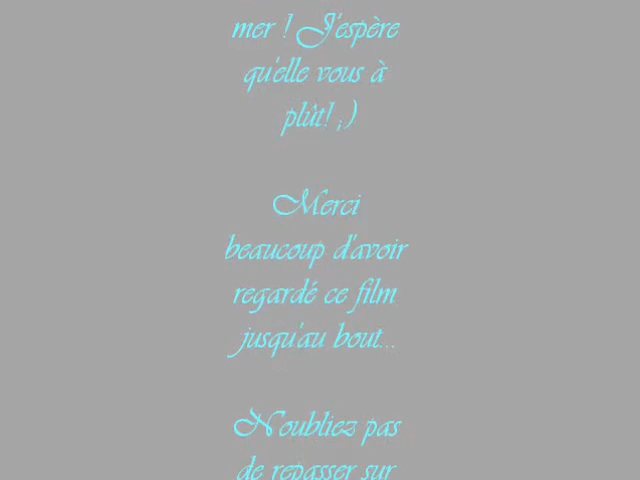 mer ! J'espère
qu'elle vous à
plût! ;)
Merci
beaucoup d'avoir
regardé ce film
jusqu'au bout...
N'oubliez pas
de repasser sur